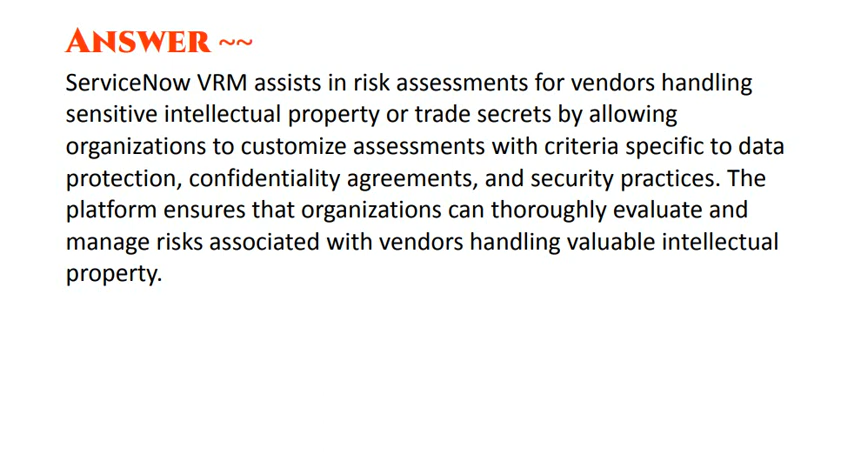 Answer ~~
ServiceNow VRM assists in risk assessments for vendors handling
sensitive intellectual property or trade secrets by allowing
organizations to customize assessments with criteria specific to data
protection, confidentiality agreements, and security practices. The
platform ensures that organizations can thoroughly evaluate and
manage risks associated with vendors handling valuable intellectual
property.